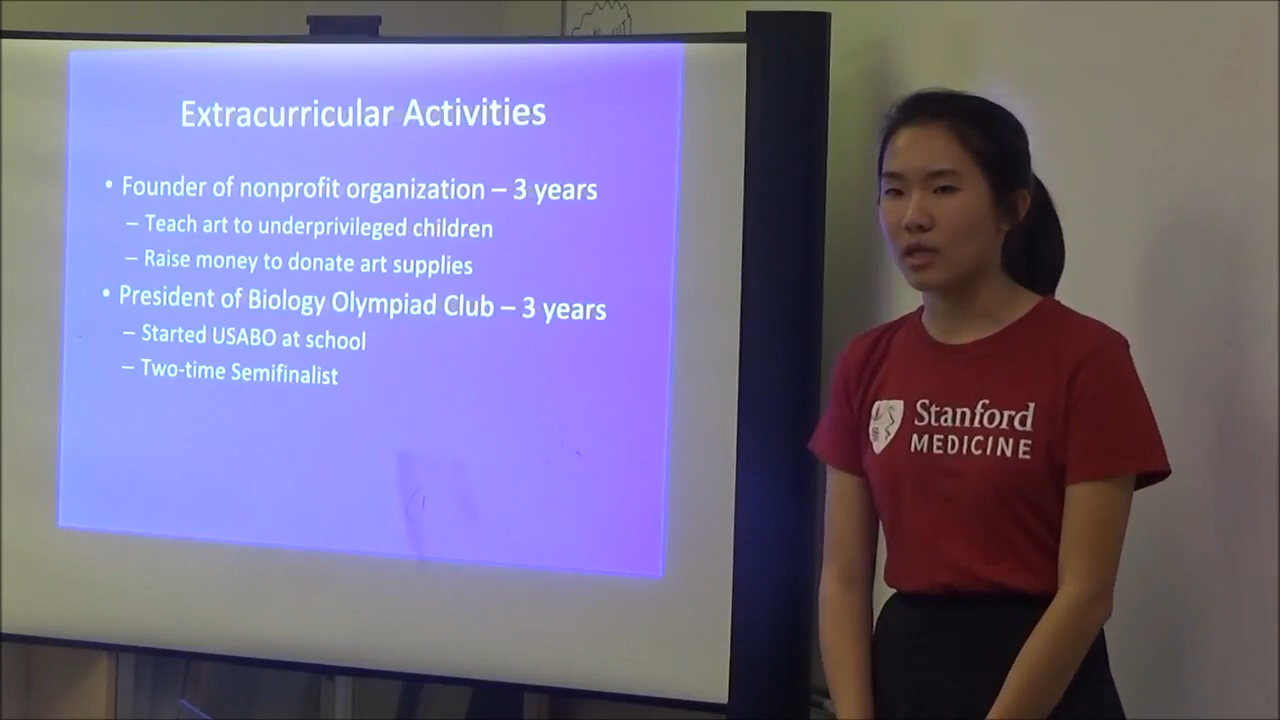 Extracurricular Activities
• Founder of nonprofit organization – 3 years
– Teach art to underprivileged children
– Raise money to donate art supplies
• President of Biology Olympiad Club – 3 years
– Started USABO at school
– Two-time Semifinalist
Stanford
MEDICINE